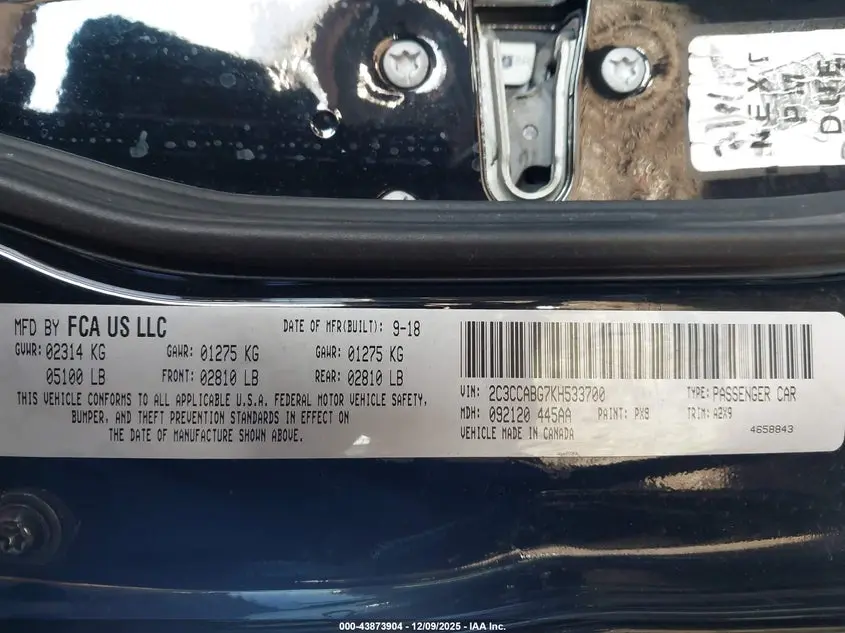 NEXT
MFD BY FCA US LLC
DATE OF MFR(BUILT): 9-18
GVWR: 02314 KG GAWR: 01275 KG GAWR: 01275 KG
05100 LB FRONT: 02810 LB REAR: 02810 LB
THIS VEHICLE CONFORMS TO ALL APPLICABLE U.S.A. FEDERAL MOTOR VEHICLE SAFETY,
BUMPER, AND THEFT PREVENTION STANDARDS IN EFFECT ON
THE DATE OF MANUFACTURE SHOWN ABOVE.
VIN: 2C3CCABG7KH533700 TYPE: PASSENGER CAR
MDH: 092120 445AA PAINT: PX8 TRIM: A2X9
VEHICLE MADE IN CANADA 4658843
000-43873904 - 12/09/2025 - IAA Inc.